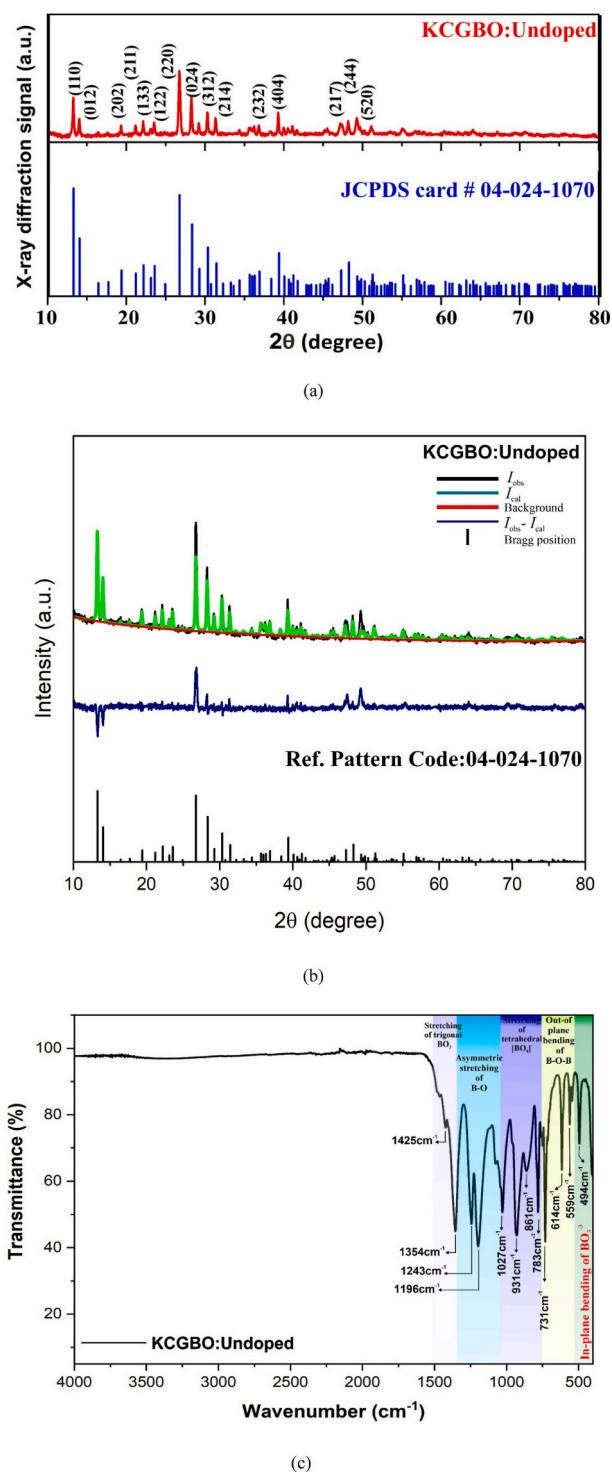 KCGBO:Undoped
X-ray diffraction signal (a.u.)
(110)
(012)
(202)
(211)
(133)
(122)
(220)
(024)
(312)
(214)
(232)
(404)
(217)
(244)
(520)
JCPDS card # 04-024-1070
10 20 30 40 50 60 70 80
2θ (degree)
(a)
KCGBO:Undoped
I obs
I cal
Background
I obs - I cal
Bragg position
Intensity (a.u.)
Ref. Pattern Code:04-024-1070
10 20 30 40 50 60 70 80
2θ (degree)
(b)
Stretching
of trigonal
Asymmetric
stretching
of
B-O
Stretching
of
tetrahedral
[BO₄]
Out-of
plane
bending
of
B-O-B
In-plane bending of BO₃⁻³
Transmittance (%)
100
80
60
40
20
1425cm⁻¹
1354cm⁻¹
1243cm⁻¹
1196cm⁻¹
1027cm⁻¹
931cm⁻¹
861cm⁻¹
783cm⁻¹
731cm⁻¹
614cm⁻¹
559cm⁻¹
494cm⁻¹
KCGBO:Undoped
4000 3500 3000 2500 2000 1500 1000 500
Wavenumber (cm⁻¹)
(c)